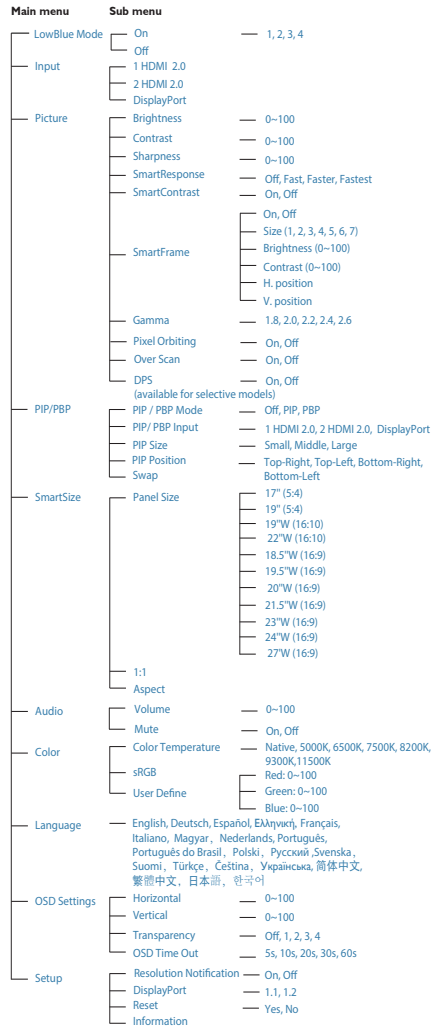 Main menu Sub menu
LowBlue Mode On 1, 2, 3, 4
Off
Input 1 HDMI 2.0
2 HDMI 2.0
DisplayPort
Picture Brightness 0~100
Contrast 0~100
Sharpness 0~100
SmartResponse Off, Fast, Faster, Fastest
SmartContrast On, Off
SmartFrame On, Off
Size (1, 2, 3, 4, 5, 6, 7)
Brightness (0~100)
Contrast (0~100)
H. position
V. position
Gamma 1.8, 2.0, 2.2, 2.4, 2.6
Pixel Orbiting On, Off
Over Scan On, Off
DPS On, Off
(available for selective models)
PIP/PBP PIP / PBP Mode Off, PIP, PBP
PIP/ PBP Input 1 HDMI 2.0, 2 HDMI 2.0, DisplayPort
PIP Size Small, Middle, Large
PIP Position Top-Right, Top-Left, Bottom-Right,
Bottom-Left
Swap
SmartSize Panel Size 17" (5:4)
19" (5:4)
19"W (16:10)
22"W (16:10)
18.5"W (16:9)
19.5"W (16:9)
20"W (16:9)
21.5"W (16:9)
23"W (16:9)
24"W (16:9)
27'W (16:9)
1:1
Aspect
Audio Volume 0~100
Mute On, Off
Color Color Temperature Native, 5000K, 6500K, 7500K, 8200K,
9300K,11500K
sRGB
User Define Red: 0~100
Green: 0~100
Blue: 0~100
Language English, Deutsch, Español, Ελληνική, Français,
Italiano, Magyar, Nederlands, Português,
Português do Brasil, Polski, Русский ,Svenska,
Suomi, Türkçe, Čeština, Українська, 简体中文,
繁體中文, 日本語, 한국어
OSD Settings Horizontal 0~100
Vertical 0~100
Transparency Off, 1, 2, 3, 4
OSD Time Out 5s, 10s, 20s, 30s, 60s
Setup Resolution Notification On, Off
DisplayPort 1.1, 1.2
Reset Yes, No
Information